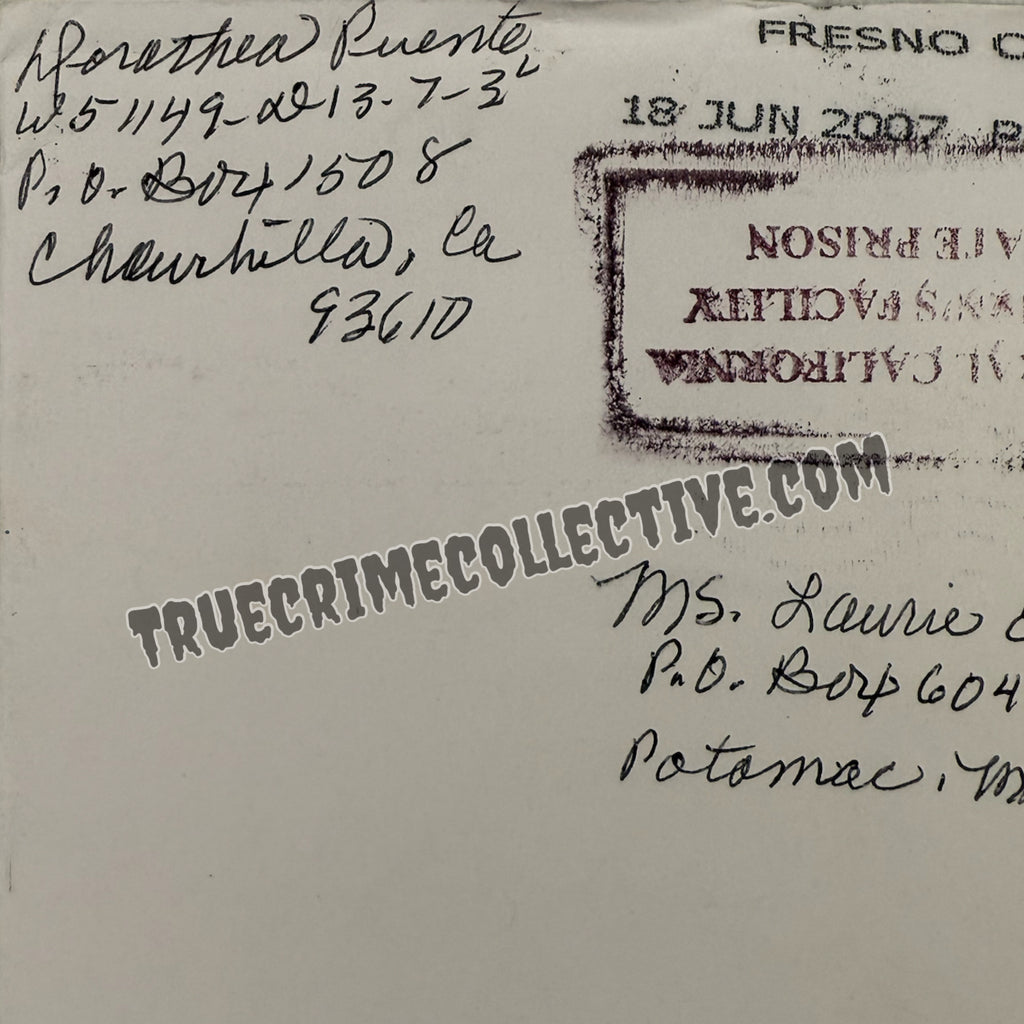 Dorothea Puente
W51149-D13-7-3L
P.O. Box 1508
Chowchilla, Ca
93610
FRESNO C
18 JUN 2007 P
ATE PRISON
FACILITY
CALIFORNIA
TRUECRIMECOLLECTIVE.COM
Ms. Laurie
P.O. Box 604
Potomac, M